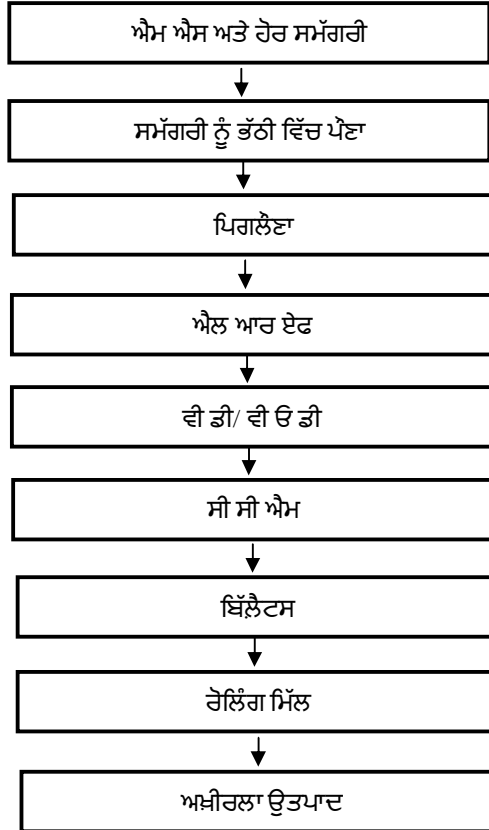 ਐਮ ਐਸ ਅਤੇ ਹੋਰ ਸਮੱਗਰੀ
ਸਮੱਗਰੀ ਨੂੰ ਭੱਠੀ ਵਿੱਚ ਪੌਣਾ
ਪਿਗਲੌਣਾ
ਐਲ ਆਰ ਏਫ
ਵੀ ਡੀ/ ਵੀ ਓ ਡੀ
ਸੀ ਸੀ ਐਮ
ਬਿੱਲ਼ੈਟਸ
ਰੋਲਿੰਗ ਮਿੱਲ
ਅਖ਼ੀਰਲਾ ਉਤਪਾਦ